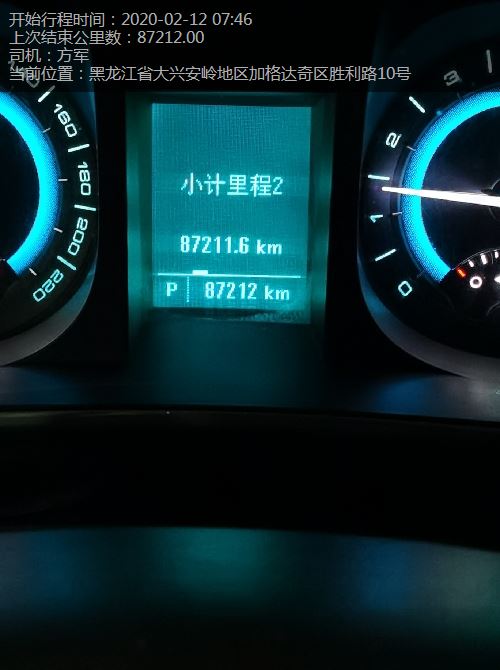 开始行程时间：2020-02-12 07:46
上次结束公里数：87212.00
司机：方军
当前位置：黑龙江省大兴安岭地区加格达奇区胜利路10号
160
180
200
220
小计里程2
87211.6 km
P 87212 km
3
2
1
0
0